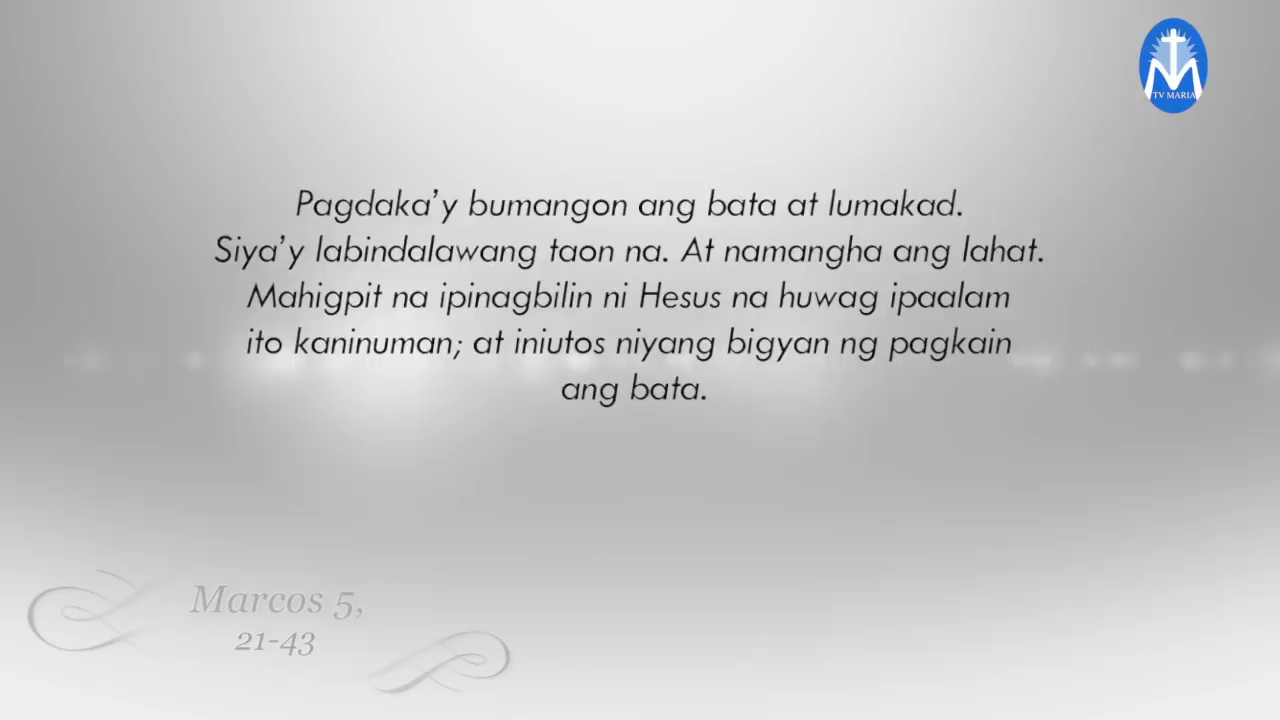 TV MARIA
Pagdaka’y bumangon ang bata at lumakad.
Siya’y labindalawang taon na. At namangha ang lahat.
Mahigpit na ipinagbilin ni Hesus na huwag ipaalam
ito kaninuman; at iniutos niyang bigyan ng pagkain
ang bata.
Marcos 5,
21-43